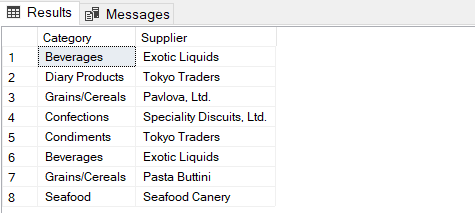 Results Messages
Category Supplier
1 Beverages Exotic Liquids
2 Diary Products Tokyo Traders
3 Grains/Cereals Pavlova, Ltd.
4 Confections Speciality Discuits, Ltd.
5 Condiments Tokyo Traders
6 Beverages Exotic Liquids
7 Grains/Cereals Pasta Buttini
8 Seafood Seafood Canery